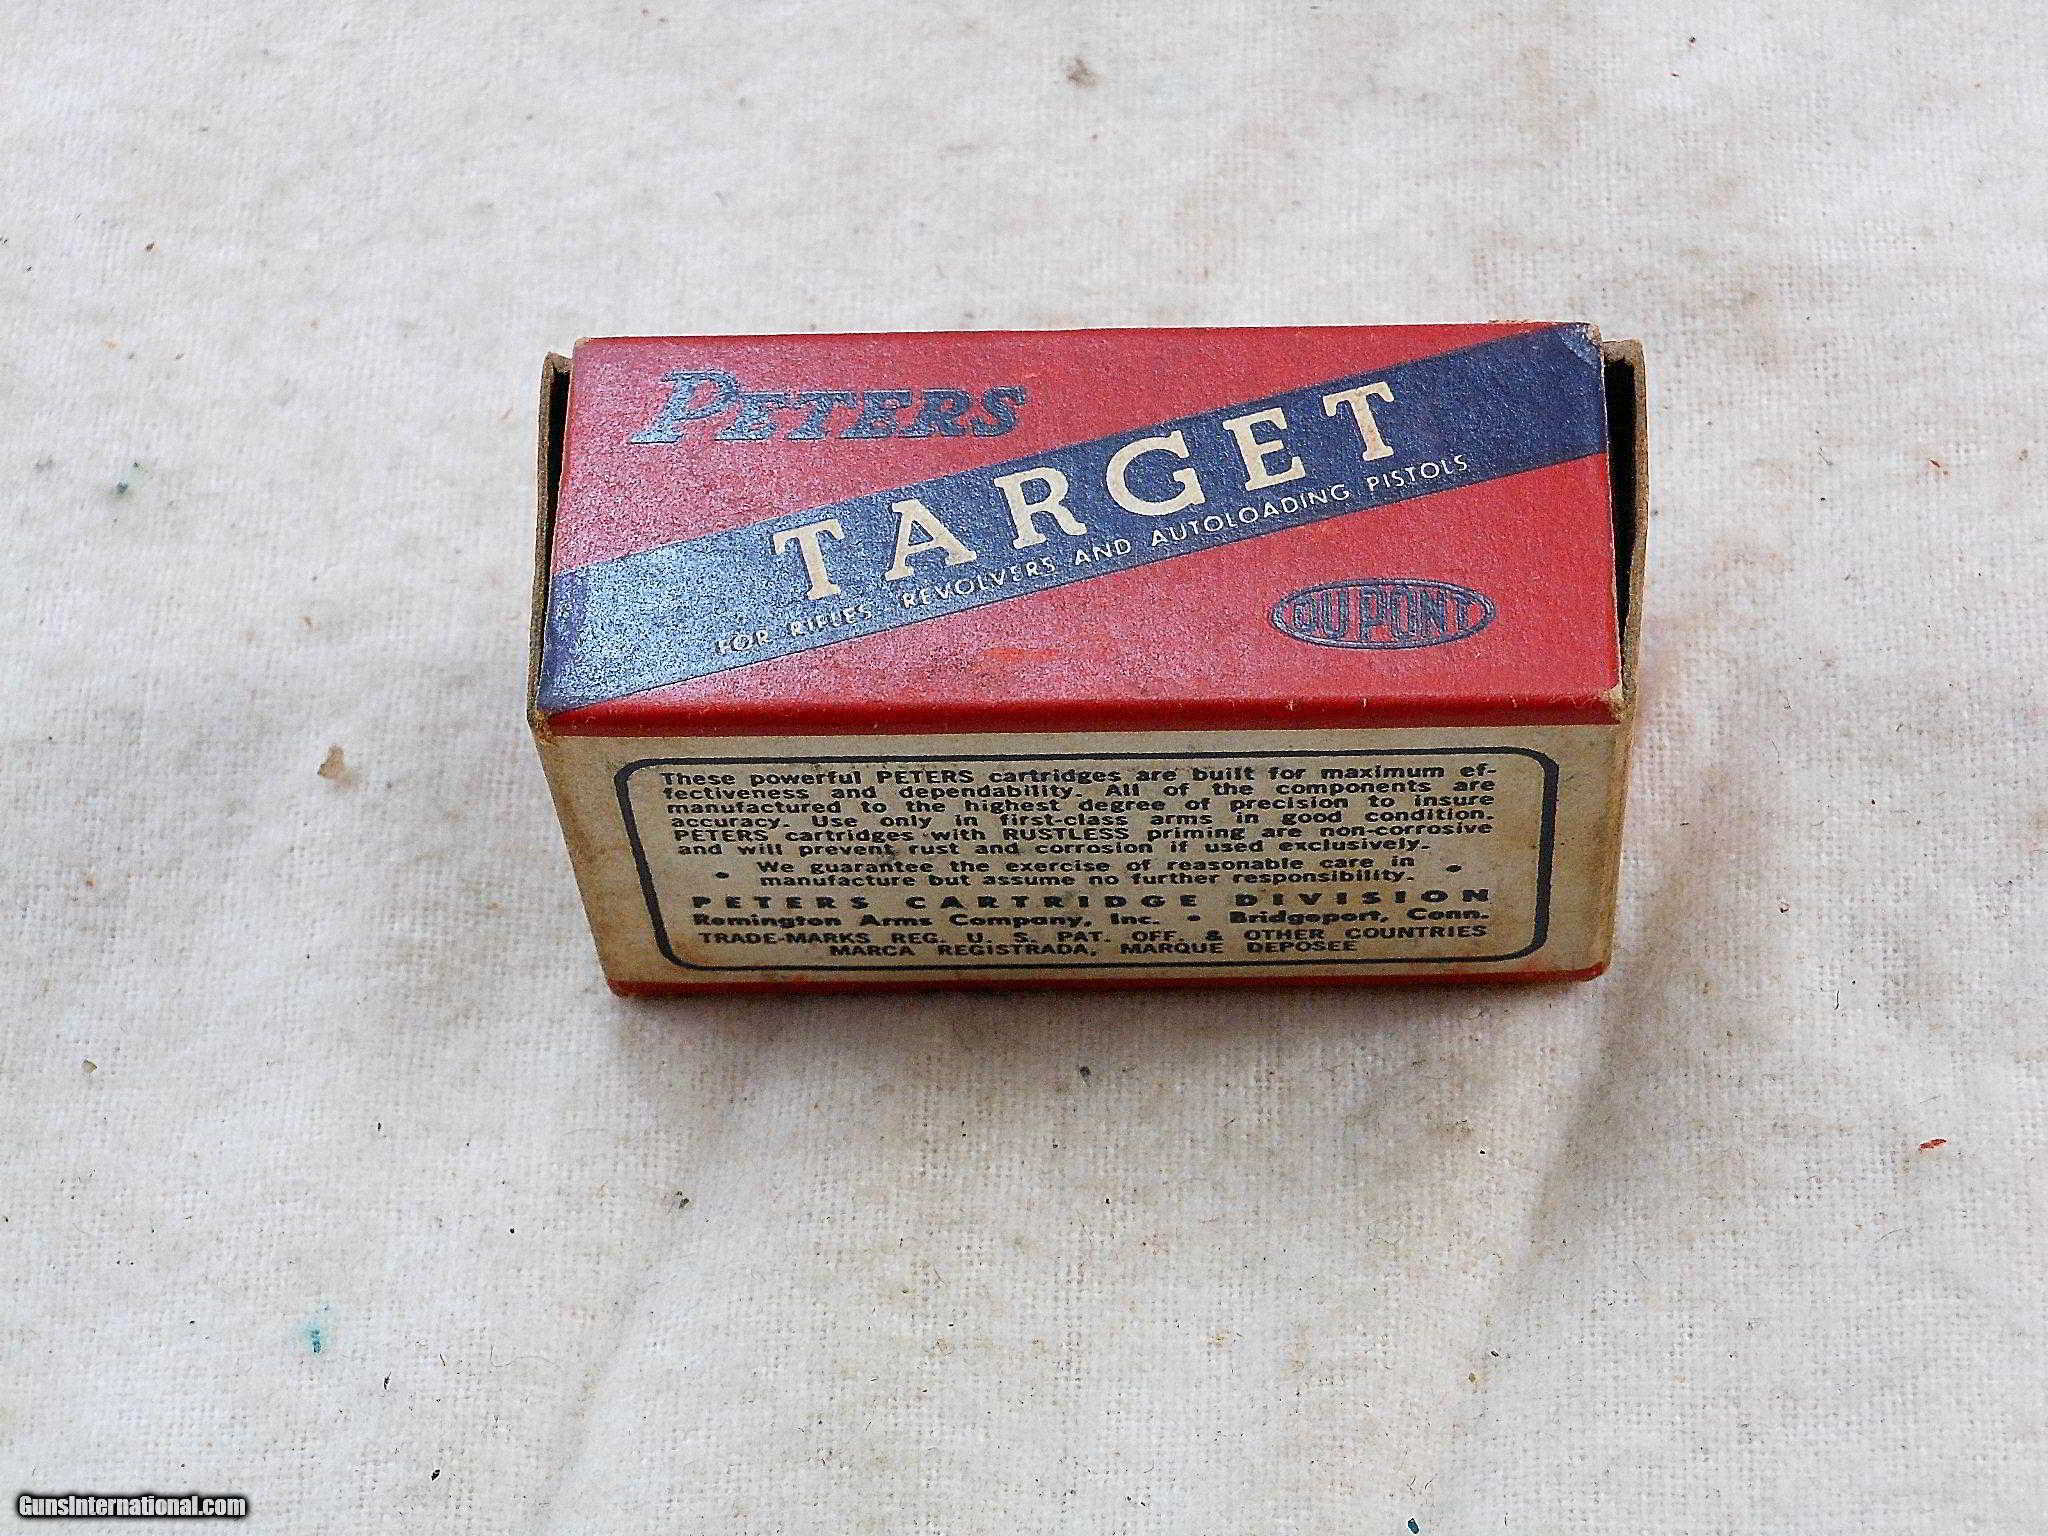 PETERS
TARGET
FOR RIFLES · REVOLVERS AND AUTOLOADING PISTOLS
DU PONT
These powerful PETERS cartridges are built for maximum ef-
fectiveness and dependability. All of the components are
manufactured to the highest degree of precision to insure
accuracy. Use only in first-class arms in good condition.
PETERS cartridges with RUSTLESS priming are non-corrosive
and will prevent rust and corrosion if used exclusively.
• We guarantee the exercise of reasonable care in •
manufacture but assume no further responsibility.
PETERS CARTRIDGE DIVISION
Remington Arms Company, Inc. • Bridgeport, Conn.
TRADE-MARKS REG. U. S. PAT. OFF. & OTHER COUNTRIES
MARCA REGISTRADA, MARQUE DEPOSEE
GunsInternational.com